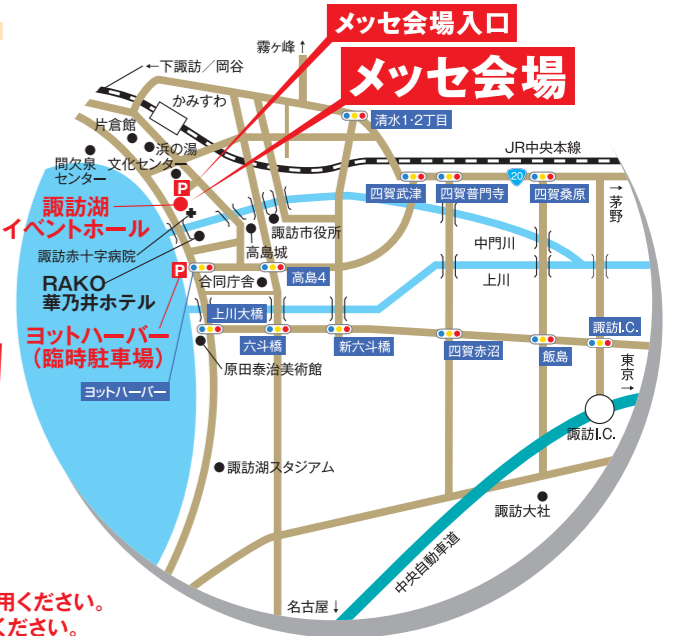 メッセ会場入口
霧ヶ峰↑
メッセ会場
←下諏訪／岡谷
かみすわ
清水1・2丁目
片倉館
浜の湯
JR中央本線
間欠泉
センター
文化センター
P
20
四賀武津
四賀普門寺
四賀桑原
→
茅野
諏訪湖
イベントホール
諏訪市役所
高島城
中門川
諏訪赤十字病院
RAKO
華乃井ホテル
P
合同庁舎
高島4
上川
ヨットハーバー
（臨時駐車場）
上川大橋
六斗橋
新六斗橋
四賀赤沼
飯島
諏訪I.C.
東京
→
原田泰治美術館
ヨットハーバー
諏訪I.C.
諏訪湖スタジアム
諏訪大社
中央自動車道
名古屋↓
用ください。
ください。